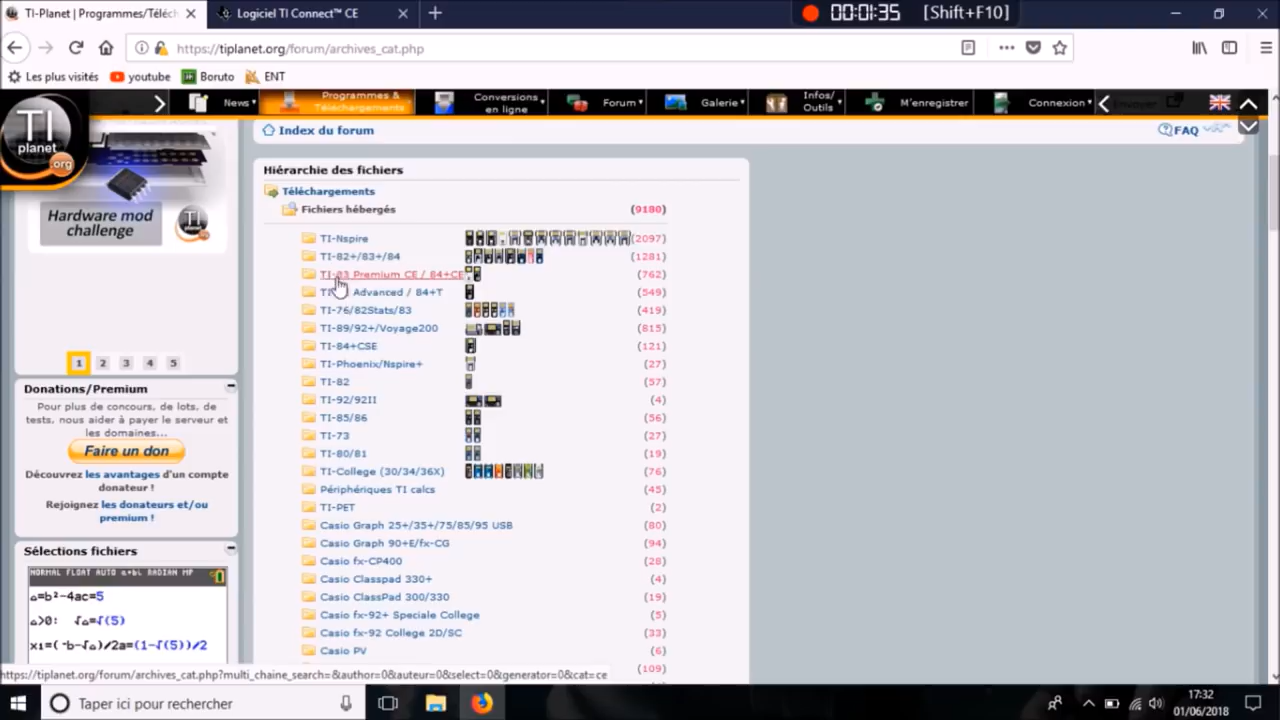 TI-Planet | Programmes/Téléch
Logiciel TI Connect™ CE
00:01:35 [Shift+F10]
https://tiplanet.org/forum/archives_cat.php
Les plus visités
youtube
Boruto
ENT
News
Programmes & Téléchargements
Conversions en ligne
Forum
Galerie
Infos/Outils
M'enregistrer
Connexion
TI planet .org
Index du forum
FAQ
Hardware mod challenge
1 2 3 4 5
Donations/Premium
Pour plus de concours, de lots, de
tests, nous aider à payer le serveur et
les domaines...
Faire un don
Découvrez les avantages d'un compte
donateur !
Rejoignez les donateurs et/ou
premium !
Sélections fichiers
NORMAL FLOAT AUTO a+bi RADIAN MP
△=b²-4ac=5
△>0: √△=√(5)
x1=(-b-√△)/2a=(1-√(5))/2
Hiérarchie des fichiers
Téléchargements
Fichiers hébergés (9180)
TI-Nspire (2097)
TI-82+/83+/84 (1281)
TI-83 Premium CE / 84+CE (762)
Advanced / 84+T (549)
TI-76/82Stats/83 (419)
TI-89/92+/Voyage200 (815)
TI-84+CSE (121)
TI-Phoenix/Nspire+ (27)
TI-82 (57)
TI-92/92II (4)
TI-85/86 (56)
TI-73 (27)
TI-80/81 (19)
TI-College (30/34/36X) (76)
Périphériques TI calcs (45)
TI-PET (2)
Casio Graph 25+/35+/75/85/95 USB (80)
Casio Graph 90+E/fx-CG (94)
Casio fx-CP400 (28)
Casio Classpad 330+ (4)
Casio ClassPad 300/330 (19)
Casio fx-92+ Speciale College (5)
Casio fx-92 College 2D/SC (33)
Casio PV (6)
(109)
https://tiplanet.org/forum/archives_cat.php?multi_chaine_search=&author=0&auteur=0&select=0&generator=0&cat=ce
Taper ici pour rechercher
17:32
01/06/2018